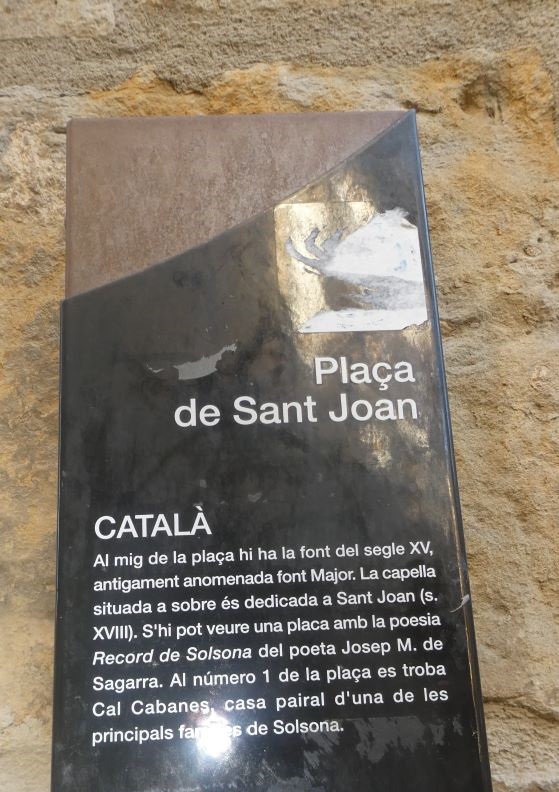 Plaça
de Sant Joan
CATALÀ
Al mig de la plaça hi ha la font del segle XV,
antigament anomenada font Major. La capella
situada a sobre és dedicada a Sant Joan (s.
XVIII). S'hi pot veure una placa amb la poesia
Record de Solsona del poeta Josep M. de
Sagarra. Al número 1 de la plaça es troba
Cal Cabanes, casa pairal d'una de les
principals de Solsona.